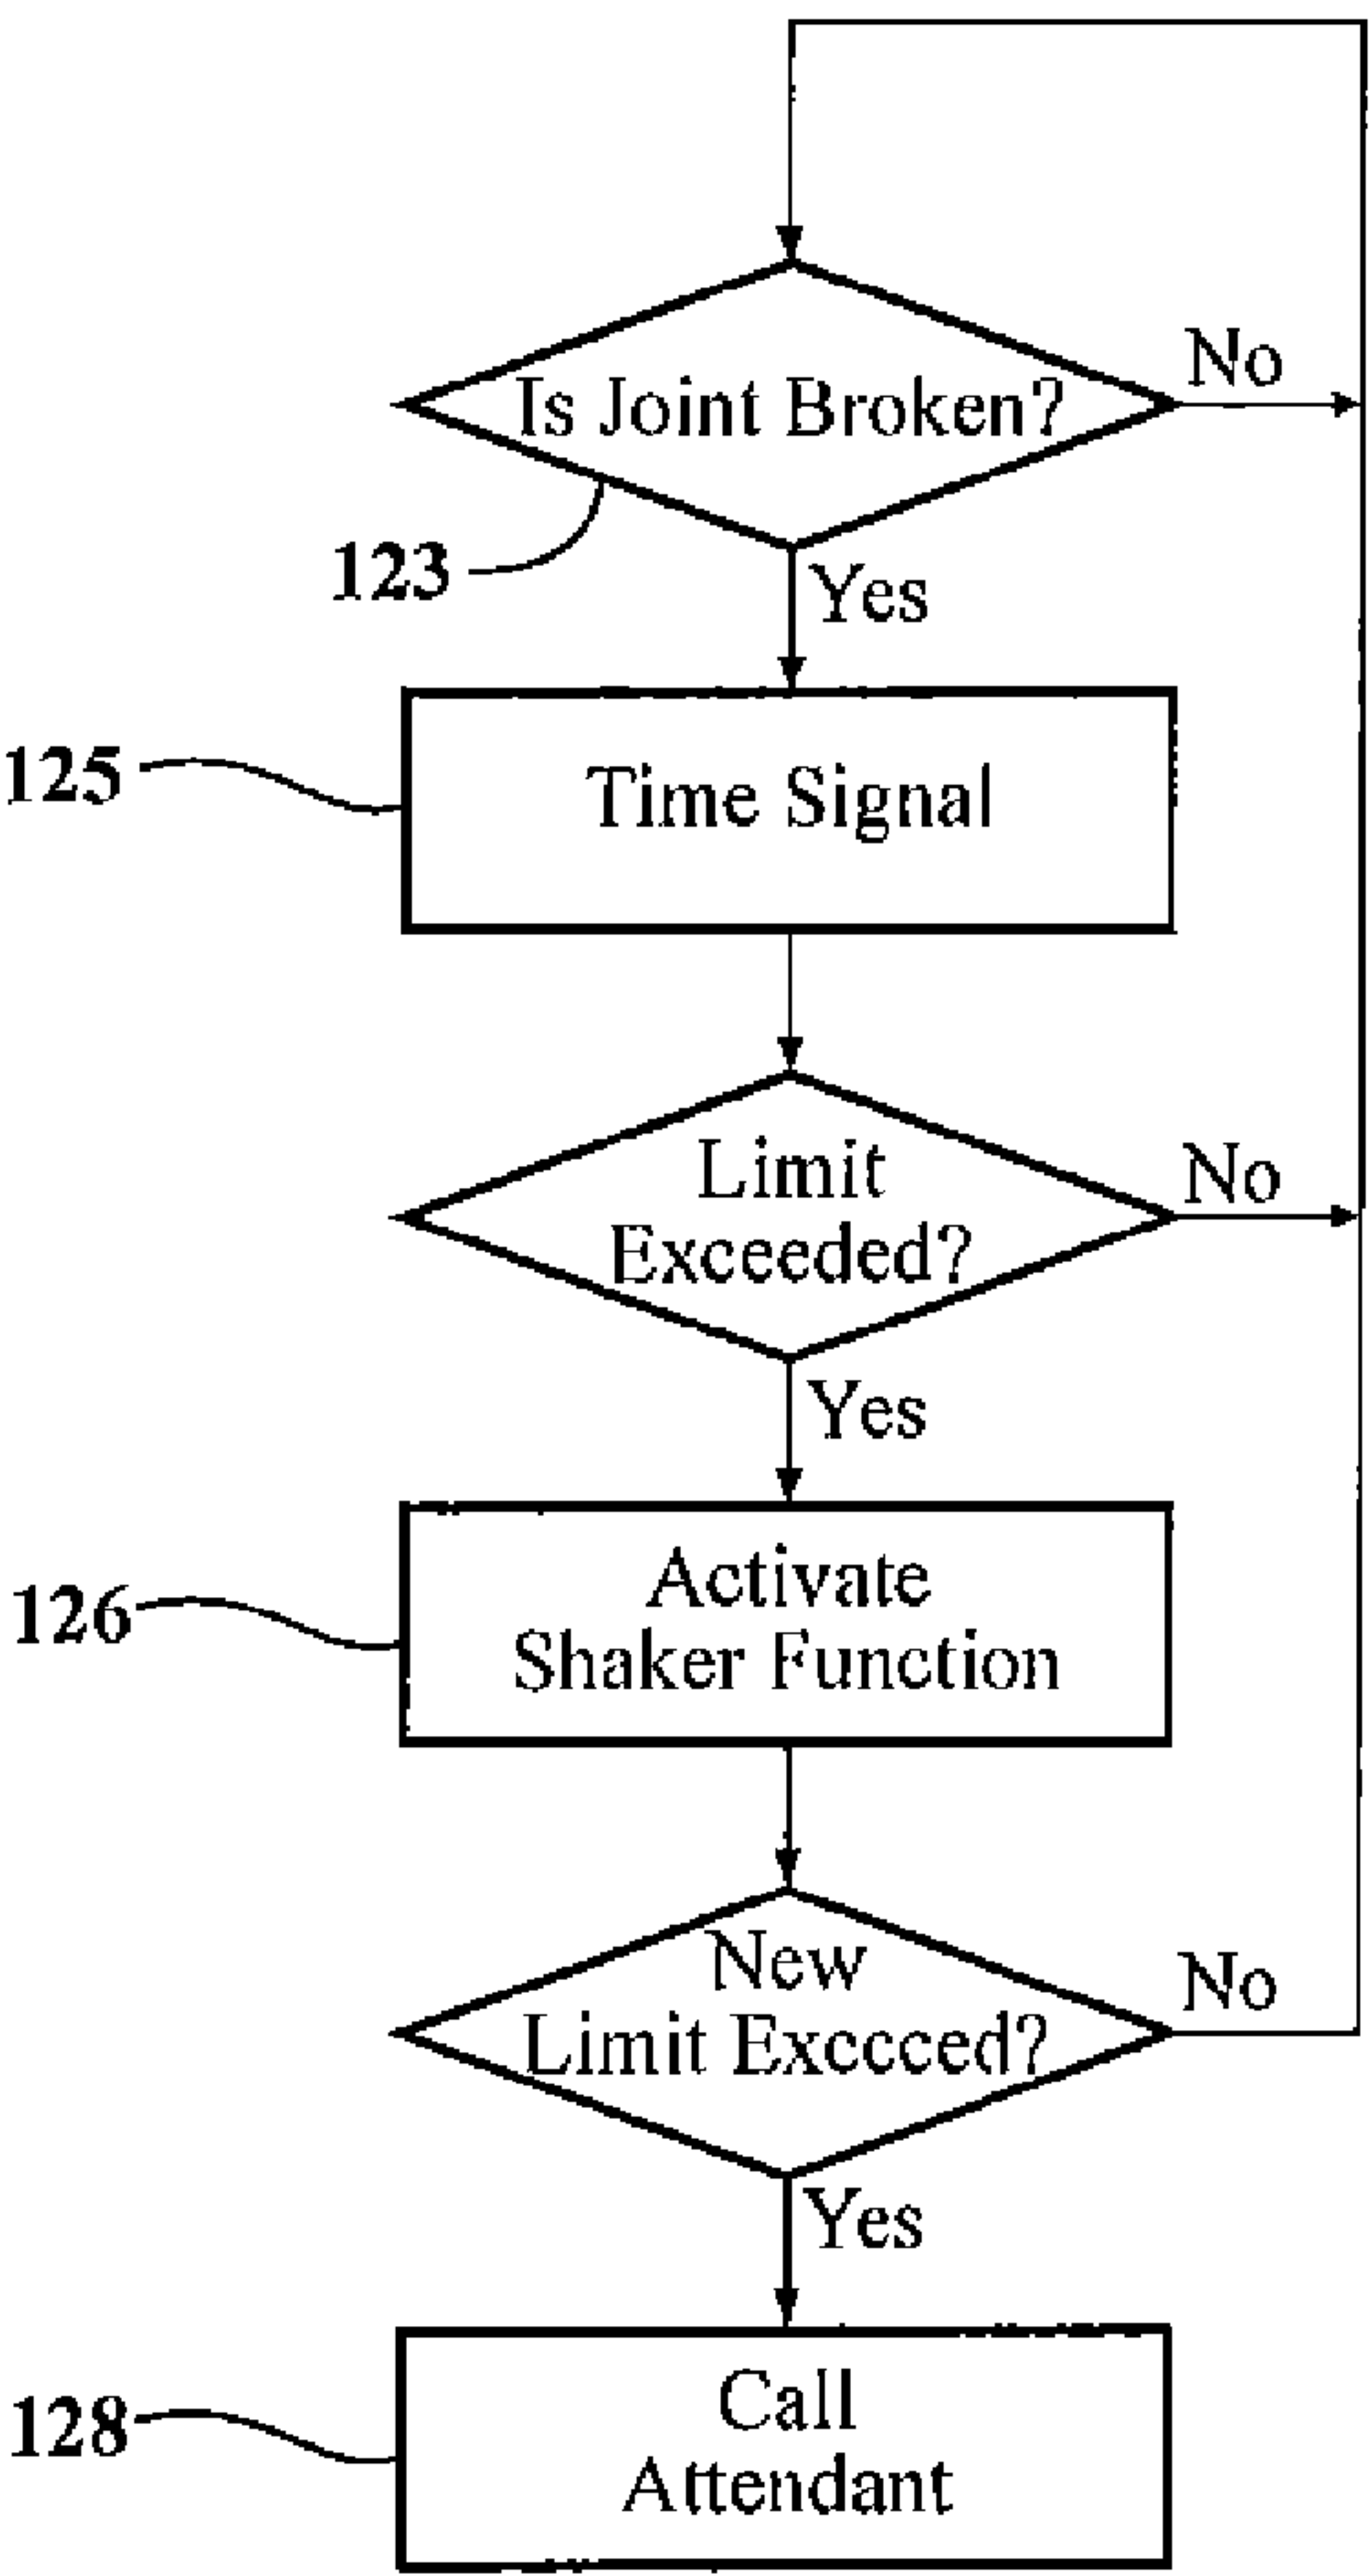 Is Joint Broken?
No
123
Yes
125
Time Signal
Limit
Exceeded?
No
Yes
126
Activate
Shaker Function
New
Limit Exceeed?
No
Yes
128
Call
Attendant